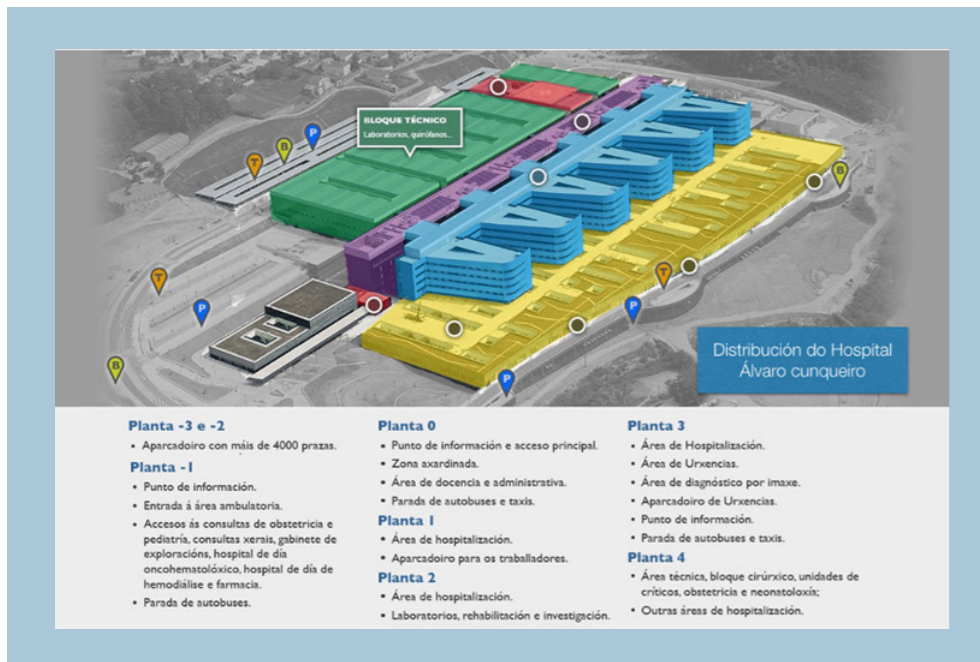 BLOQUE TÉCNICO
Laboratorios, quirófanos...
T
B
P
B
T
P
T
P
B
P
Distribución do Hospital
Álvaro cunqueiro
Planta -3 e -2
• Aparcadoiro con máis de 4000 prazas.
Planta -1
• Punto de información.
• Entrada á área ambulatoria.
• Accesos ás consultas de obstetricia e
pediatría, consultas xerais, gabinete de
exploracións, hospital de día
oncohematolóxico, hospital de día de
hemodiálise e farmacia.
• Parada de autobuses.
Planta 0
• Punto de información e acceso principal.
• Zona axardinada.
• Área de docencia e administrativa.
• Parada de autobuses e taxis.
Planta 1
• Área de hospitalización.
• Aparcadoiro para os traballadores.
Planta 2
• Área de hospitalización.
• Laboratorios, rehabilitación e investigación.
Planta 3
• Área de Hospitalización.
• Área de Urxencias.
• Área de diagnóstico por imaxe.
• Aparcadoiro de Urxencias.
• Punto de información.
• Parada de autobuses e taxis.
Planta 4
• Área técnica, bloque cirúrxico, unidades de
críticos, obstetricia e neonatoloxía;
• Outras áreas de hospitalización.